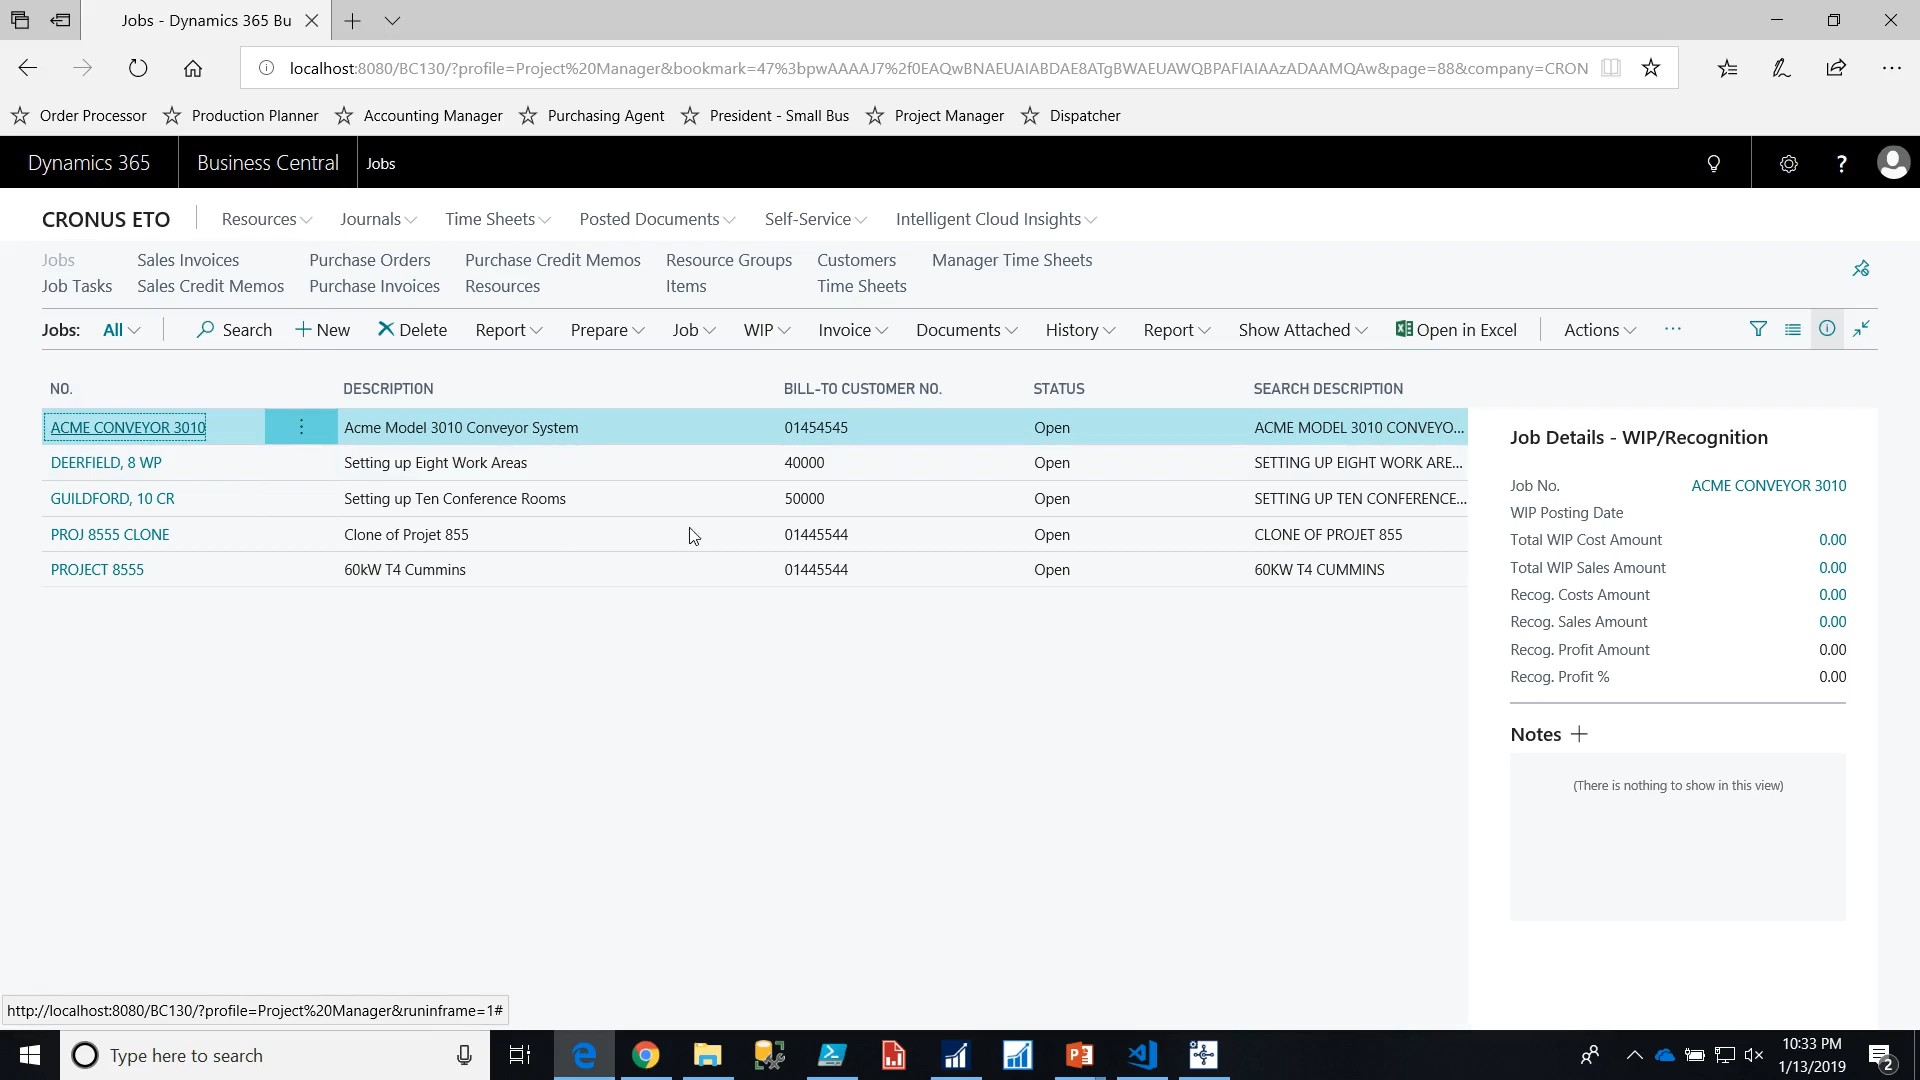 Jobs - Dynamics 365 Bu
localhost:8080/BC130/?profile=Project%20Manager&bookmark=47%3bpwAAAAJ7%2f0EAQwBNAEUAIABDAE8ATgBWAEUAWQBPAFIAIAAzADAAMQAw&page=88&company=CRON
Order Processor Production Planner Accounting Manager Purchasing Agent President - Small Bus Project Manager Dispatcher
Dynamics 365 Business Central Jobs ?
CRONUS ETO Resources Journals Time Sheets Posted Documents Self-Service Intelligent Cloud Insights
Jobs Sales Invoices Purchase Orders Purchase Credit Memos Resource Groups Customers Manager Time Sheets
Job Tasks Sales Credit Memos Purchase Invoices Resources Items Time Sheets
Jobs: All Search New Delete Report Prepare Job WIP Invoice Documents History Report Show Attached Open in Excel Actions
NO. DESCRIPTION BILL-TO CUSTOMER NO. STATUS SEARCH DESCRIPTION
ACME CONVEYOR 3010 Acme Model 3010 Conveyor System 01454545 Open ACME MODEL 3010 CONVEYO...
DEERFIELD, 8 WP Setting up Eight Work Areas 40000 Open SETTING UP EIGHT WORK ARE...
GUILDFORD, 10 CR Setting up Ten Conference Rooms 50000 Open SETTING UP TEN CONFERENCE...
PROJ 8555 CLONE Clone of Projet 855 01445544 Open CLONE OF PROJET 855
PROJECT 8555 60kW T4 Cummins 01445544 Open 60KW T4 CUMMINS
Job Details - WIP/Recognition
Job No. ACME CONVEYOR 3010
WIP Posting Date
Total WIP Cost Amount 0.00
Total WIP Sales Amount 0.00
Recog. Costs Amount 0.00
Recog. Sales Amount 0.00
Recog. Profit Amount 0.00
Recog. Profit % 0.00
Notes
(There is nothing to show in this view)
http://localhost:8080/BC130/?profile=Project%20Manager&runinframe=1#
Type here to search
10:33 PM
1/13/2019
2